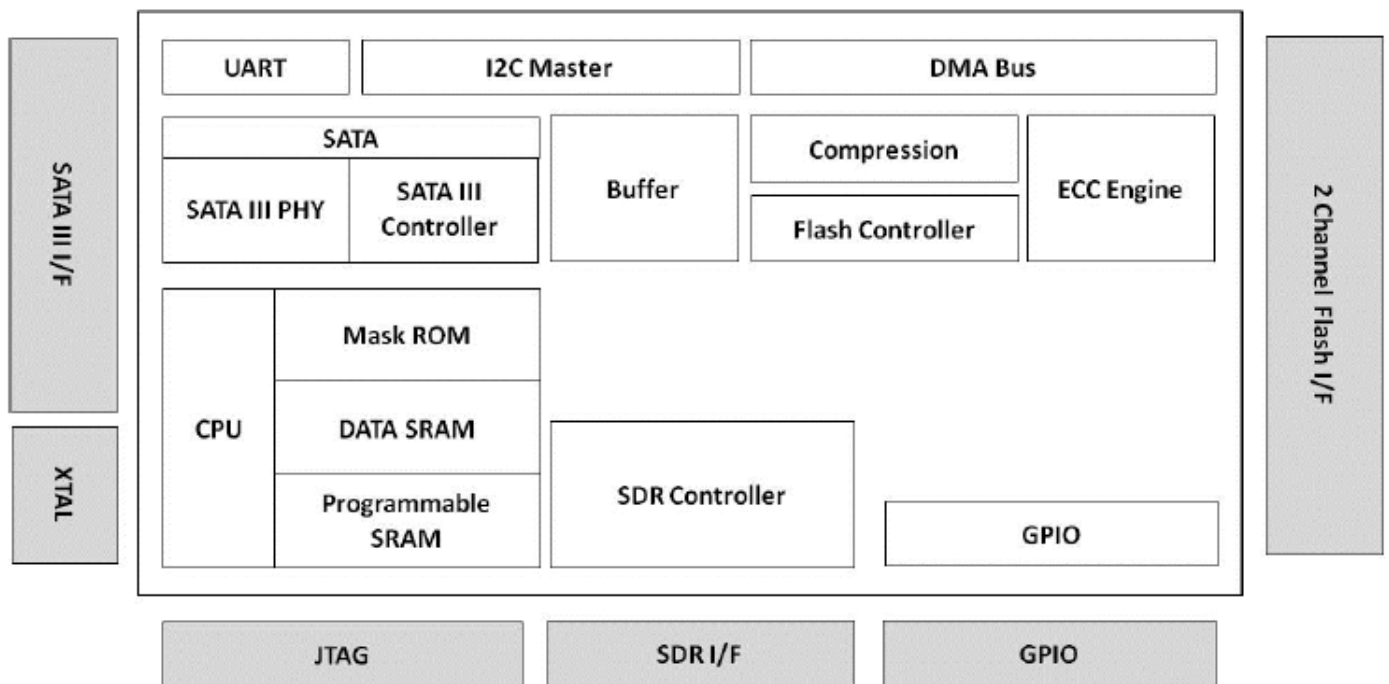 UART
I2C Master
DMA Bus
SATA III I/F
SATA
SATA III PHY
SATA III
Controller
Buffer
Compression
Flash Controller
ECC Engine
2 Channel Flash I/F
CPU
Mask ROM
DATA SRAM
Programmable
SRAM
XTAL
SDR Controller
GPIO
JTAG
SDR I/F
GPIO